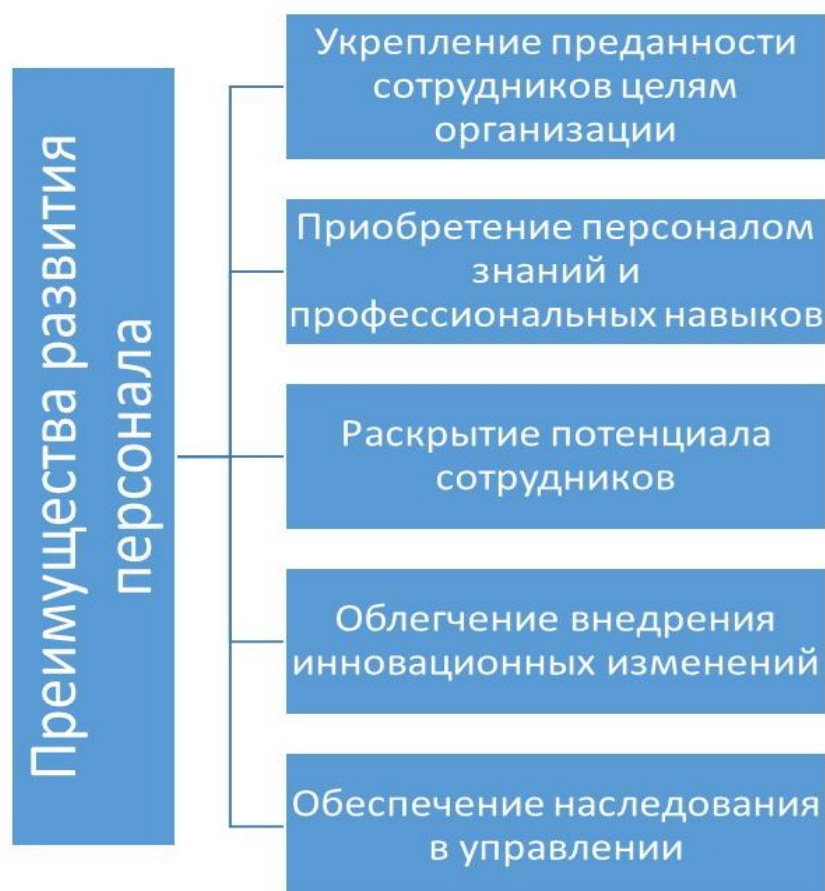 Преимущества развития
персонала
Укрепление преданности
сотрудников целям
организации
Приобретение персоналом
знаний и
профессиональных навыков
Раскрытие потенциала
сотрудников
Облегчение внедрения
инновационных изменений
Обеспечение наследования
в управлении